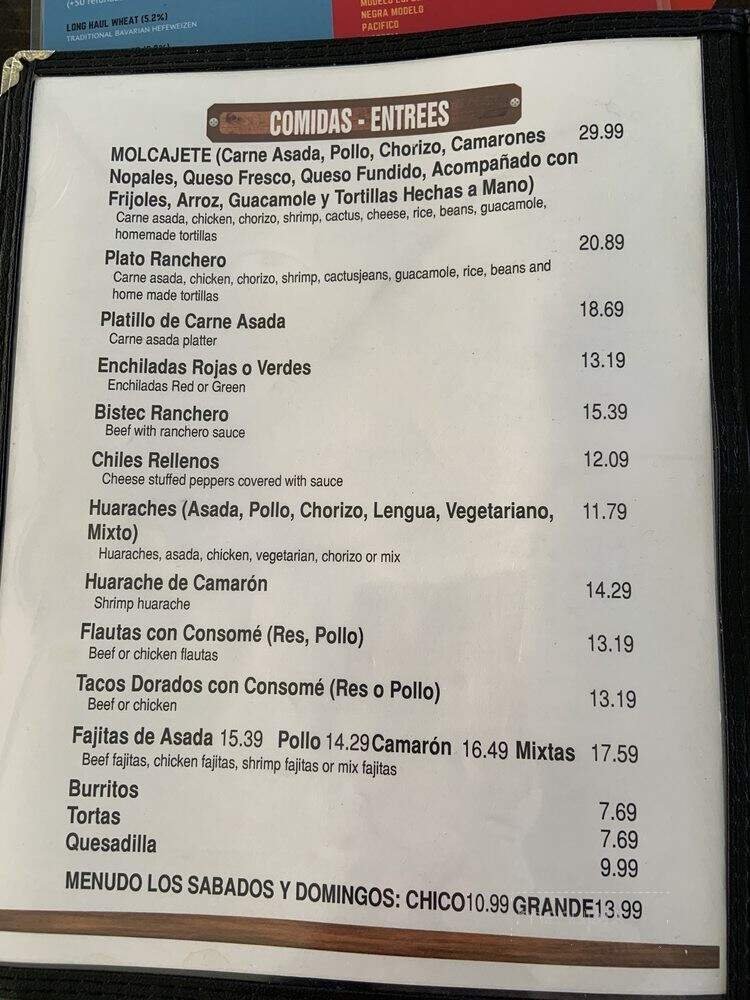 (+50 refund
LONG HAUL WHEAT (5.2%)
TRADITIONAL BAVARIAN HEFEWEIZEN
NEGRA MODELO
PACIFICO
COMIDAS - ENTREES
MOLCAJETE (Carne Asada, Pollo, Chorizo, Camarones 29.99
Nopales, Queso Fresco, Queso Fundido, Acompañado con
Frijoles, Arroz, Guacamole y Tortillas Hechas a Mano)
Carne asada, chicken, chorizo, shrimp, cactus, cheese, rice, beans, guacamole,
homemade tortillas
Plato Ranchero 20.89
Carne asada, chicken, chorizo, shrimp, cactusjeans, guacamole, rice, beans and
home made tortillas
Platillo de Carne Asada 18.69
Carne asada platter
Enchiladas Rojas o Verdes 13.19
Enchiladas Red or Green
Bistec Ranchero 15.39
Beef with ranchero sauce
Chiles Rellenos 12.09
Cheese stuffed peppers covered with sauce
Huaraches (Asada, Pollo, Chorizo, Lengua, Vegetariano, 11.79
Mixto)
Huaraches, asada, chicken, vegetarian, chorizo or mix
Huarache de Camarón 14.29
Shrimp huarache
Flautas con Consomé (Res, Pollo) 13.19
Beef or chicken flautas
Tacos Dorados con Consomé (Res o Pollo) 13.19
Beef or chicken
Fajitas de Asada 15.39 Pollo 14.29 Camarón 16.49 Mixtas 17.59
Beef fajitas, chicken fajitas, shrimp fajitas or mix fajitas
Burritos 7.69
Tortas 7.69
Quesadilla 9.99
MENUDO LOS SABADOS Y DOMINGOS: CHICO 10.99 GRANDE 13.99